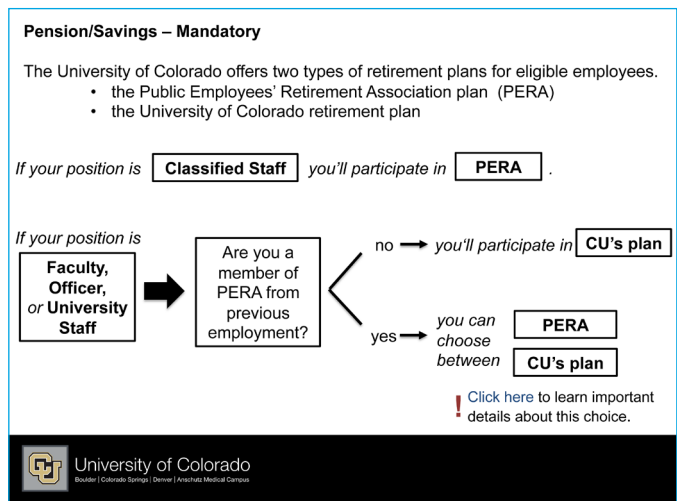 Pension/Savings – Mandatory
The University of Colorado offers two types of retirement plans for eligible employees.
• the Public Employees' Retirement Association plan (PERA)
• the University of Colorado retirement plan
If your position is Classified Staff you'll participate in PERA .
If your position is
Faculty,
Officer,
or University
Staff
Are you a
member of
PERA from
previous
employment?
no you'll participate in CU's plan
yes
you can
choose
between
PERA
CU's plan
! Click here to learn important
details about this choice.
CU
University of Colorado
Boulder | Colorado Springs | Denver | Anschutz Medical Campus